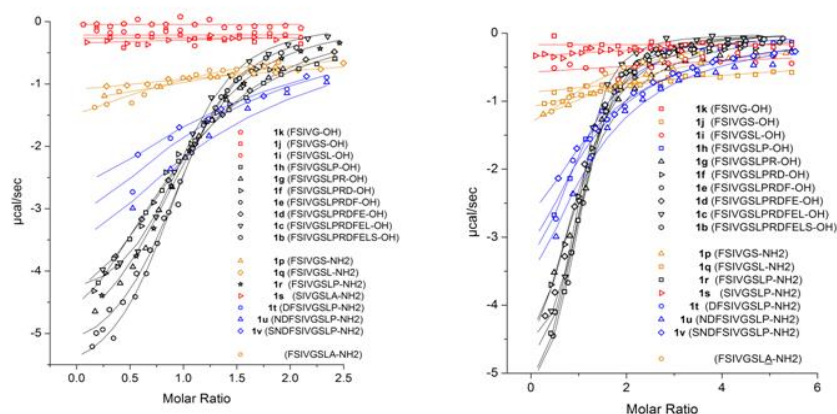 0
-1
-2
-3
-4
-5
µcal/sec
0.0
0.5
1.0
1.5
2.0
2.5
Molar Ratio
1k (FSIVG-OH)
1j (FSIVGS-OH)
1i (FSIVGSL-OH)
1h (FSIVGSLP-OH)
1g (FSIVGSLPR-OH)
1f (FSIVGSLPRD-OH)
1e (FSIVGSLPRDF-OH)
1d (FSIVGSLPRDFE-OH)
1c (FSIVGSLPRDFEL-OH)
1b (FSIVGSLPRDFELS-OH)
1p (FSIVGS-NH2)
1q (FSIVGSL-NH2)
1r (FSIVGSLP-NH2)
1s (SIVGSLA-NH2)
1t (DFSIVGSLP-NH2)
1u (NDFSIVGSLP-NH2)
1v (SNDFSIVGSLP-NH2)
(FSIVGSLA-NH2)
0
-1
-2
-3
-4
-5
µcal/sec
0
2
4
6
Molar Ratio
1k (FSIVG-OH)
1j (FSIVGS-OH)
1i (FSIVGSL-OH)
1h (FSIVGSLP-OH)
1g (FSIVGSLPR-OH)
1f (FSIVGSLPRD-OH)
1e (FSIVGSLPRDF-OH)
1d (FSIVGSLPRDFE-OH)
1c (FSIVGSLPRDFEL-OH)
1b (FSIVGSLPRDFELS-OH)
1p (FSIVGS-NH2)
1q (FSIVGSL-NH2)
1r (FSIVGSLP-NH2)
1s (SIVGSLP-NH2)
1t (DFSIVGSLP-NH2)
1u (NDFSIVGSLP-NH2)
1v (SNDFSIVGSLP-NH2)
(FSIVGSLA-NH2)